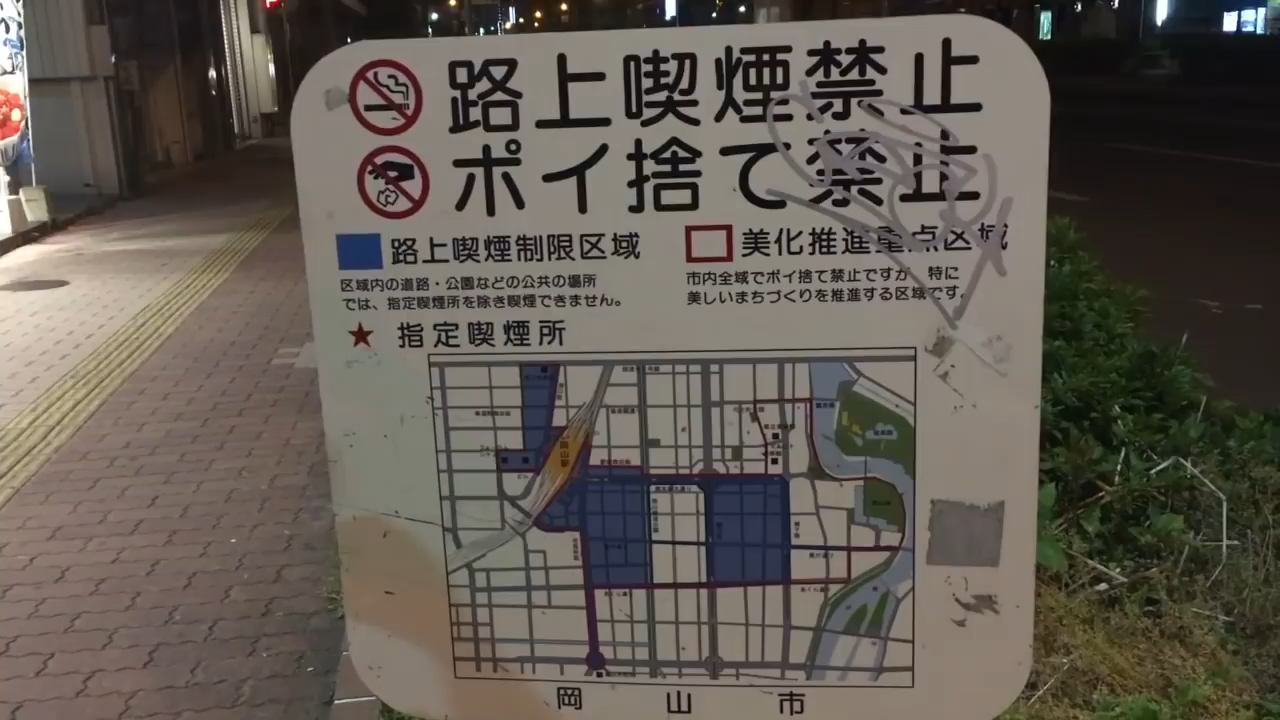 路上喫煙禁止
ポイ捨て禁止
路上喫煙制限区域
区域内の道路・公園などの公共の場所
では、指定喫煙所を除き喫煙できません。
美化推進重点区域
市内全域でポイ捨て禁止ですが 特に
美しいまちづくりを推進する区域です。
★ 指定喫煙所
岡山市